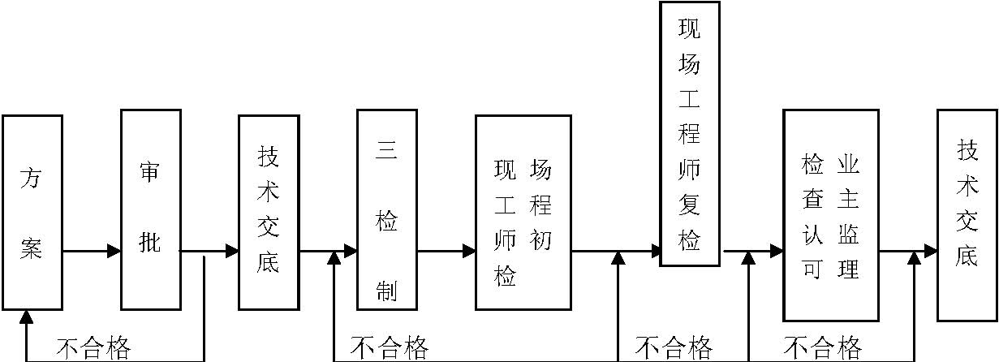 方案
审批
技术交底
三检制
现场
工程
师初
检
现场工程师复检
业主监理
检查认可
技术交底
不合格
不合格
不合格
不合格